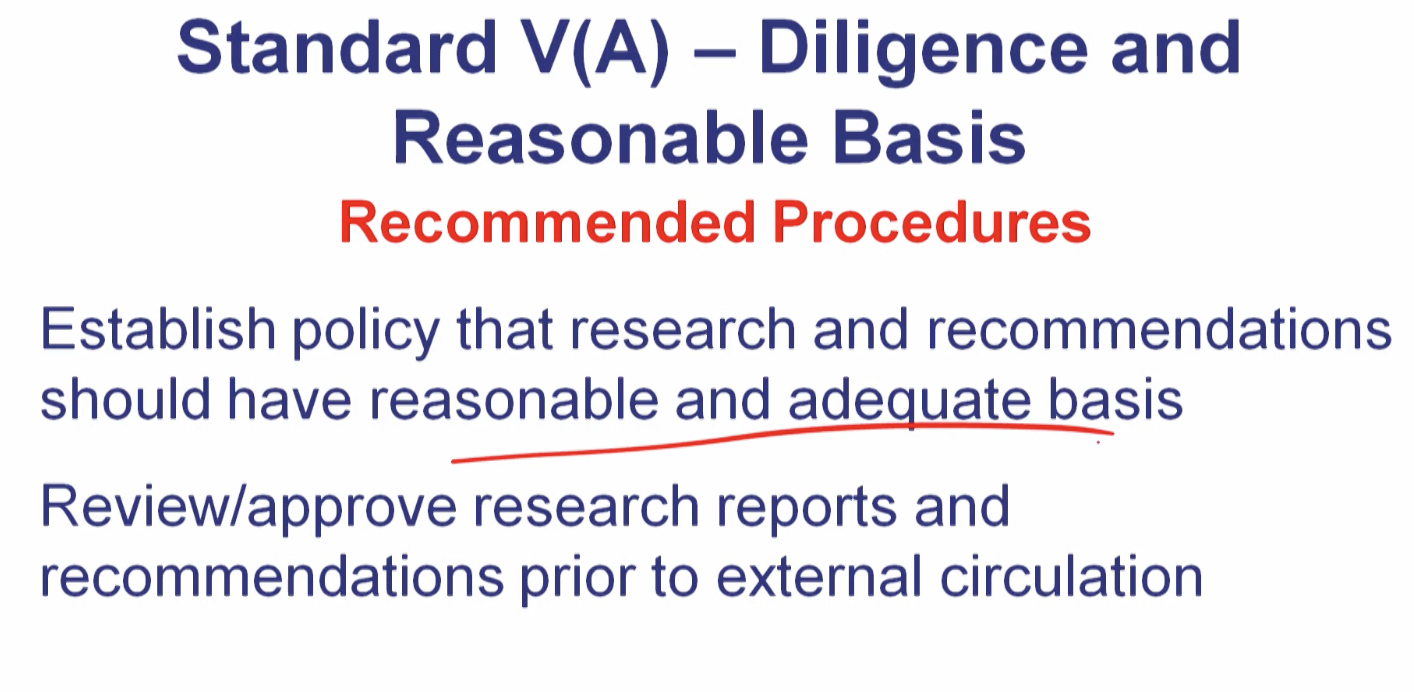 Standard V(A) – Diligence and
Reasonable Basis
Recommended Procedures
Establish policy that research and recommendations
should have reasonable and adequate basis
Review/approve research reports and
recommendations prior to external circulation